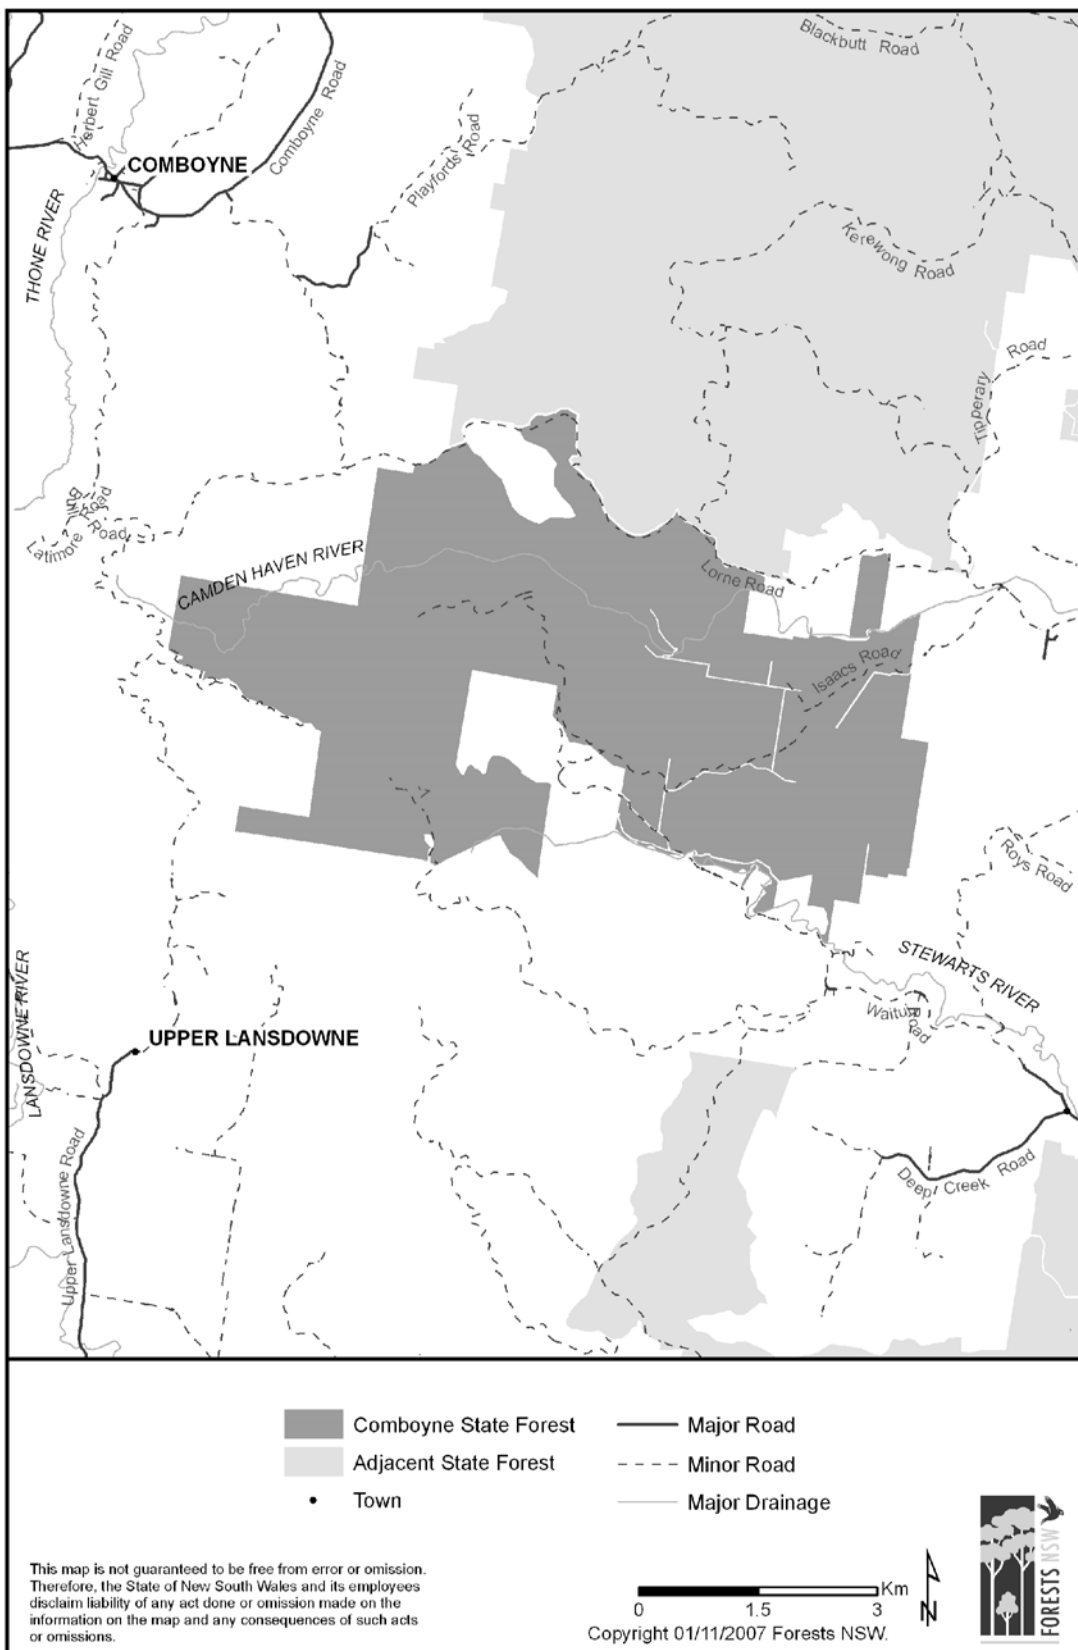 Blackbutt Road
Herbert Gill Road
Comboyne Road
Playfords Road
COMBOYNE
THONE RIVER
Kerewong Road
Road
Tipperary
Bull
Road
Road
Latimore
CAMDEN HAVEN RIVER
Lorne Road
Isaacs Road
Roys Road
STEWARTS RIVER
LANSDOWNE RIVER
Waitui
Road
UPPER LANSDOWNE
Upper Lansdowne Road
Deep Creek Road
Comboyne State Forest
Adjacent State Forest
Town
Major Road
Minor Road
Major Drainage
This map is not guaranteed to be free from error or omission.
Therefore, the State of New South Wales and its employees
disclaim liability of any act done or omission made on the
information on the map and any consequences of such acts
or omissions.
Km
0 1.5 3
N
Copyright 01/11/2007 Forests NSW.
FORESTS NSW